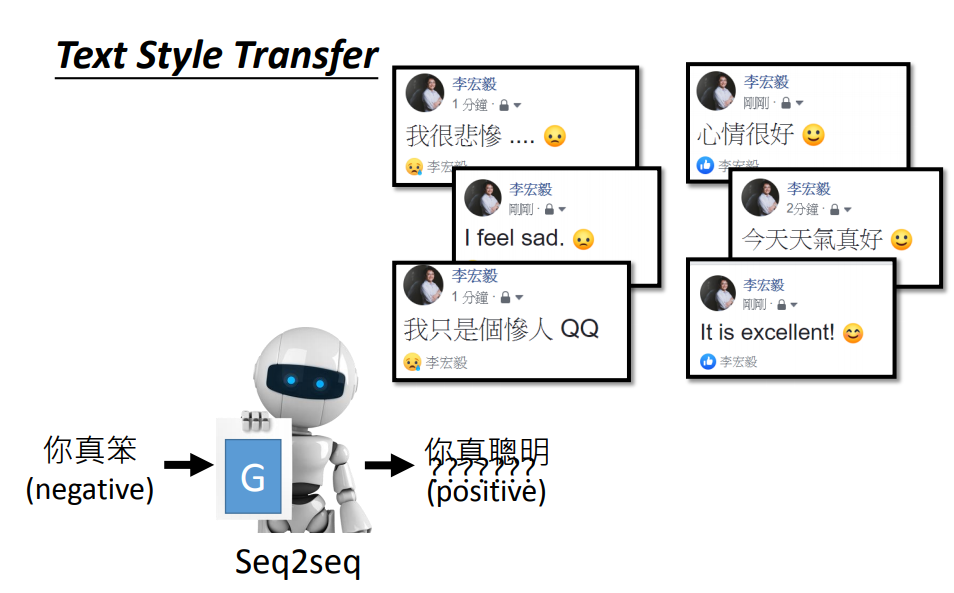 Text Style Transfer
李宏毅
1 分鐘 ·
我很悲慘 ....
李宏毅
李宏毅
剛剛 ·
I feel sad.
李宏毅
1 分鐘 ·
我只是個慘人 QQ
李宏毅
李宏毅
剛剛 ·
心情很好
李宏毅
李宏毅
2分鐘 ·
今天天氣真好
李宏毅
剛剛 ·
It is excellent!
李宏毅
你真笨
(negative)
G
Seq2seq
你真聰明
???????
(positive)